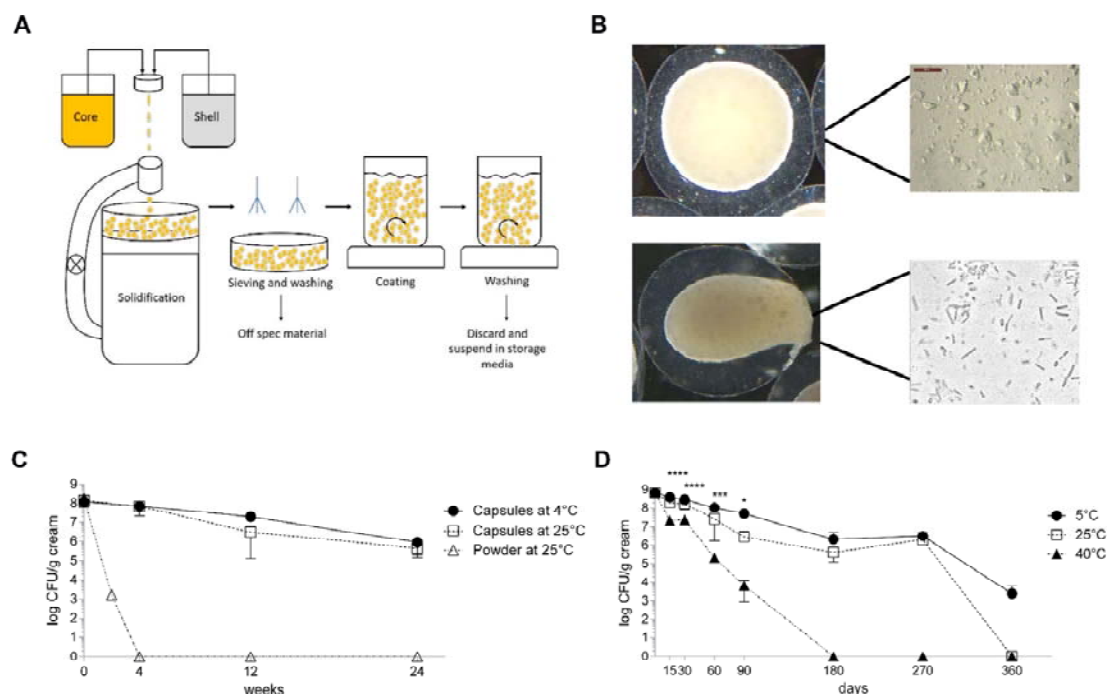 A
Core
Shell
Solidification
Sieving and washing
Off spec material
Coating
Washing
Discard and
suspend in storage
media
B
C
log CFU/g cream
9
8
7
6
5
4
3
2
1
0
0
4
12
24
weeks
Capsules at 4°C
Capsules at 25°C
Powder at 25°C
D
log CFU/g cream
9
8
7
6
5
4
3
2
1
0
****
****
***
*
15 30 60 90 180 270 360
days
5°C
25°C
40°C